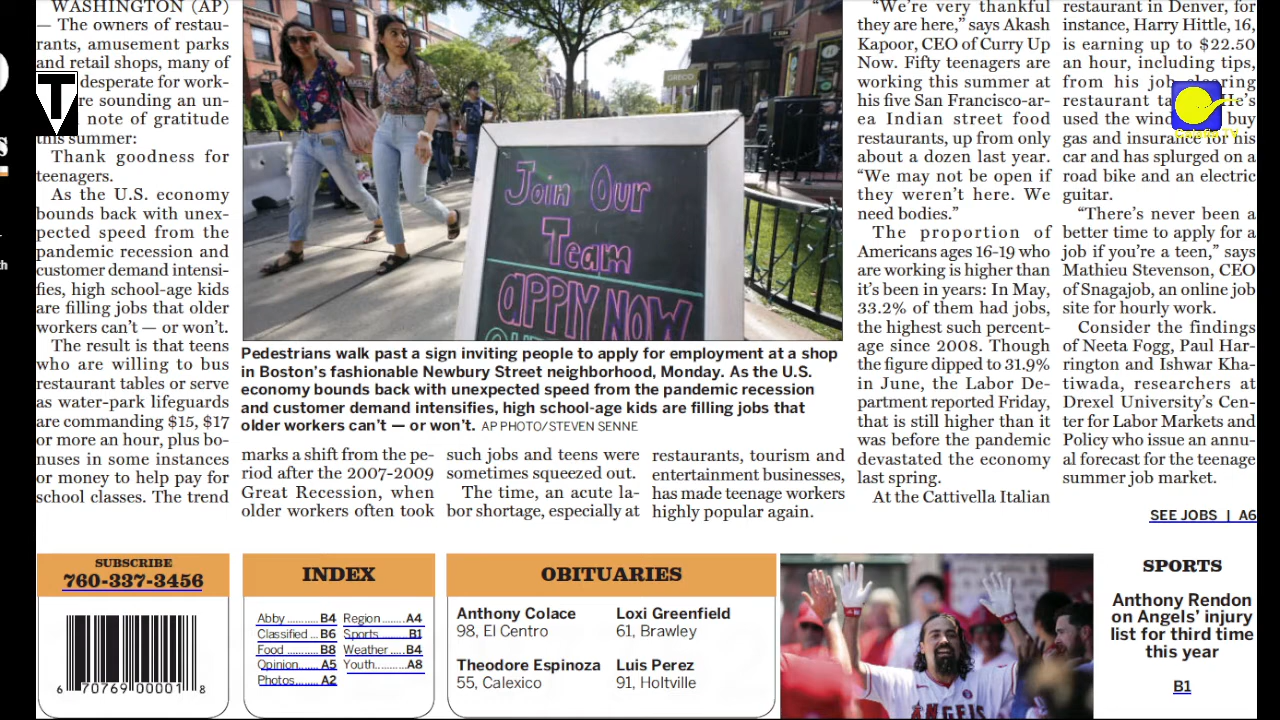 WASHINGTON (AP)
— The owners of restau-
rants, amusement parks
and retail shops, many of
desperate for work-
re sounding an un-
note of gratitude
this summer:
Thank goodness for
teenagers.
As the U.S. economy
bounds back with unex-
pected speed from the
pandemic recession and
customer demand intensi-
fies, high school-age kids
are filling jobs that older
workers can't — or won't.
The result is that teens
who are willing to bus
restaurant tables or serve
as water-park lifeguards
are commanding $15, $17
or more an hour, plus bo-
nuses in some instances
or money to help pay for
school classes. The trend
GRECO
Join Our
Team
APPLY NOW
Pedestrians walk past a sign inviting people to apply for employment at a shop
in Boston's fashionable Newbury Street neighborhood, Monday. As the U.S.
economy bounds back with unexpected speed from the pandemic recession
and customer demand intensifies, high school-age kids are filling jobs that
older workers can't — or won't. AP PHOTO/STEVEN SENNE
marks a shift from the pe-
riod after the 2007-2009
Great Recession, when
older workers often took
such jobs and teens were
sometimes squeezed out.
The time, an acute la-
bor shortage, especially at
restaurants, tourism and
entertainment businesses,
has made teenage workers
highly popular again.
"We're very thankful
they are here," says Akash
Kapoor, CEO of Curry Up
Now. Fifty teenagers are
working this summer at
his five San Francisco-ar-
ea Indian street food
restaurants, up from only
about a dozen last year.
"We may not be open if
they weren't here. We
need bodies."
The proportion of
Americans ages 16-19 who
are working is higher than
it's been in years: In May,
33.2% of them had jobs,
the highest such percent-
age since 2008. Though
the figure dipped to 31.9%
in June, the Labor De-
partment reported Friday,
that is still higher than it
was before the pandemic
devastated the economy
last spring.
At the Cattivella Italian
restaurant in Denver, for
instance, Harry Hittle, 16,
is earning up to $22.50
an hour, including tips,
from his job clearing
restaurant ta He's
used the wind buy
gas and insurance for his
car and has splurged on a
road bike and an electric
guitar.
"There's never been a
better time to apply for a
job if you're a teen," says
Mathieu Stevenson, CEO
of Snagajob, an online job
site for hourly work.
Consider the findings
of Neeta Fogg, Paul Har-
rington and Ishwar Kha-
tiwada, researchers at
Drexel University's Cen-
ter for Labor Markets and
Policy who issue an annu-
al forecast for the teenage
summer job market.
SEE JOBS | A6
SUBSCRIBE
760-337-3456
6 70769 00001 8
INDEX
Abby ..........B4
Classified ...B6
Food ..........B8
Opinion......A5
Photos.......A2
Region .......A4
Sports ........B1
Weather ....B4
Youth.........A8
OBITUARIES
Anthony Colace
98, El Centro
Theodore Espinoza
55, Calexico
Loxi Greenfield
61, Brawley
Luis Perez
91, Holtville
ANGELS
SPORTS
Anthony Rendon
on Angels' injury
list for third time
this year
B1